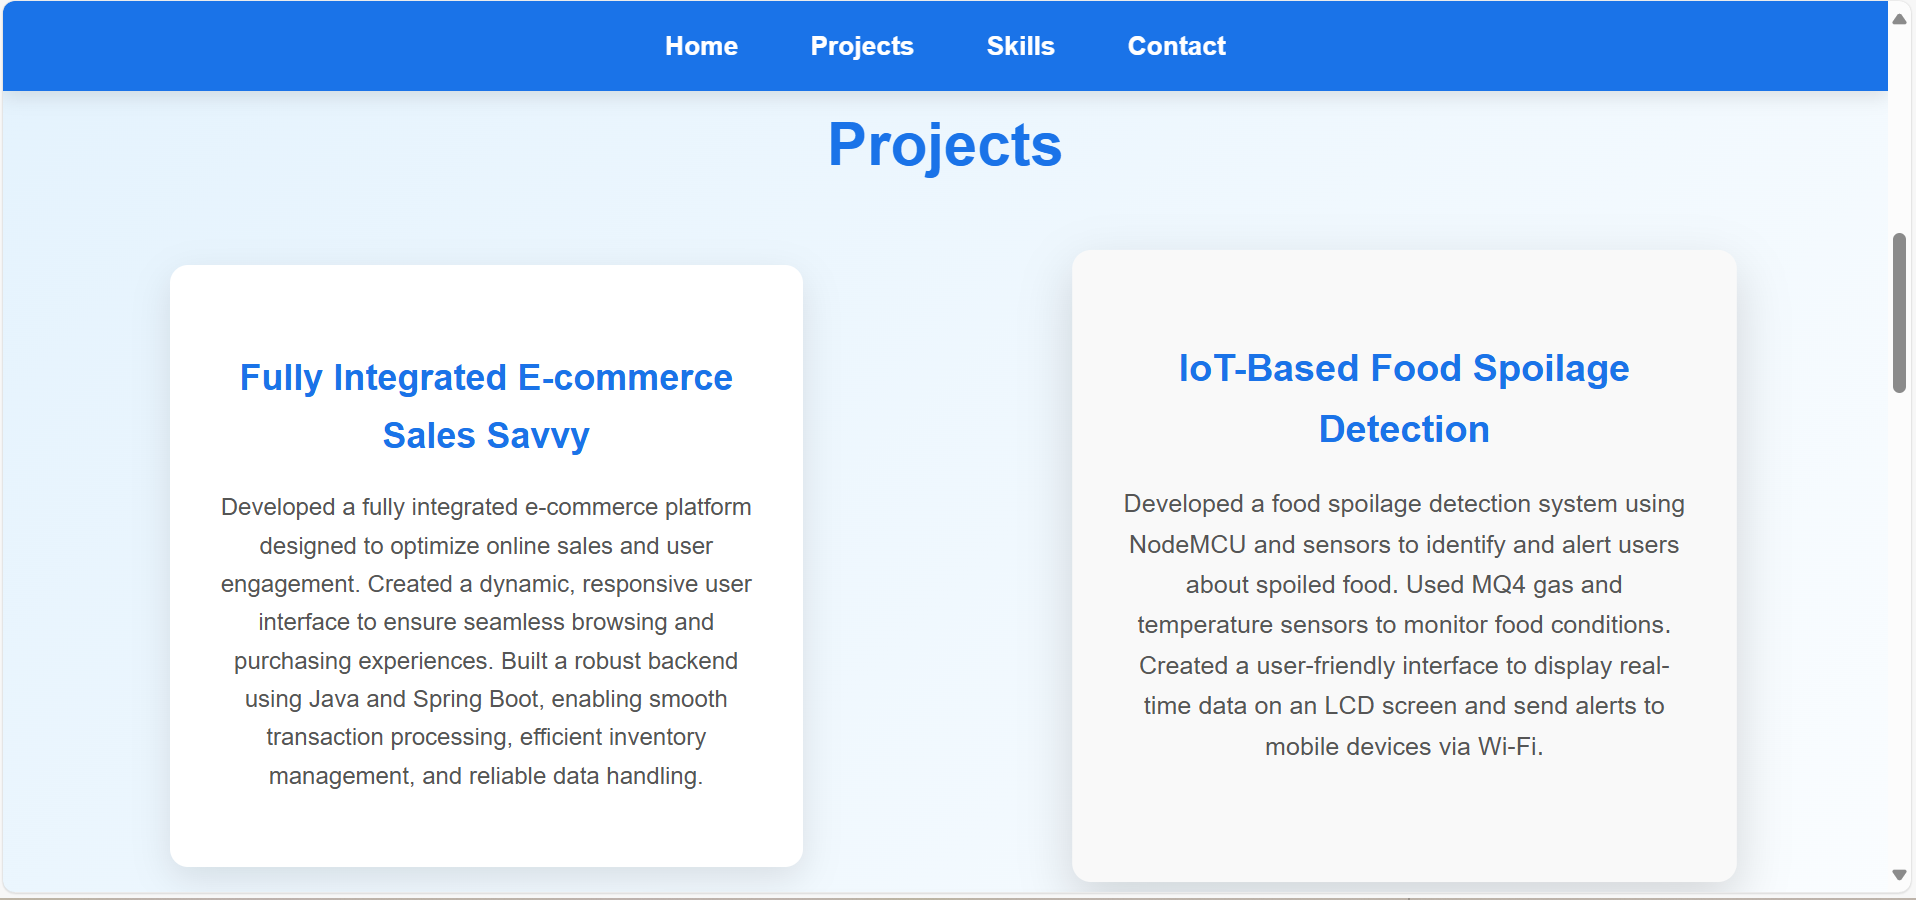 Home Projects Skills Contact
Projects
Fully Integrated E-commerce
Sales Savvy
Developed a fully integrated e-commerce platform
designed to optimize online sales and user
engagement. Created a dynamic, responsive user
interface to ensure seamless browsing and
purchasing experiences. Built a robust backend
using Java and Spring Boot, enabling smooth
transaction processing, efficient inventory
management, and reliable data handling.
IoT-Based Food Spoilage
Detection
Developed a food spoilage detection system using
NodeMCU and sensors to identify and alert users
about spoiled food. Used MQ4 gas and
temperature sensors to monitor food conditions.
Created a user-friendly interface to display real-
time data on an LCD screen and send alerts to
mobile devices via Wi-Fi.